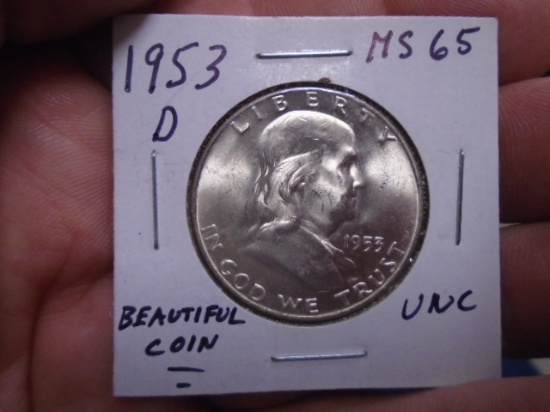 1953
D
MS 65
LIBERTY
1953
IN GOD WE TRUST
BEAUTIFUL
COIN
UNC